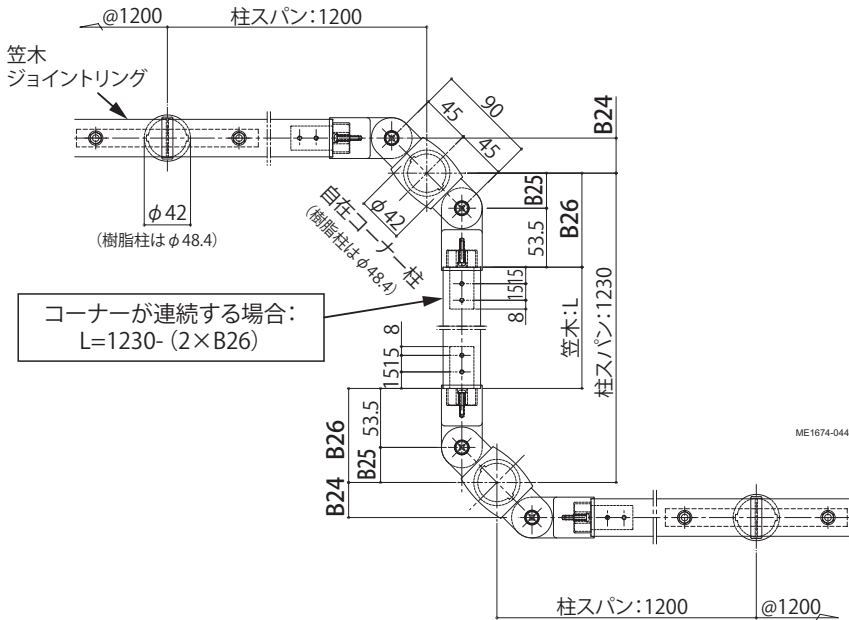 @1200
柱スパン：1200
笠木
ジョイントリング
φ42
(樹脂柱はφ48.4)
90
45
45
B24
φ42
自在コーナー柱
(樹脂柱はφ48.4)
B25
53.5
B26
1515
8
コーナーが連続する場合：
L=1230-（2×B26）
笠木：L
柱スパン：1230
8
1515
53.5
B26
B25
B24
ME1674-044
柱スパン：1200
@1200